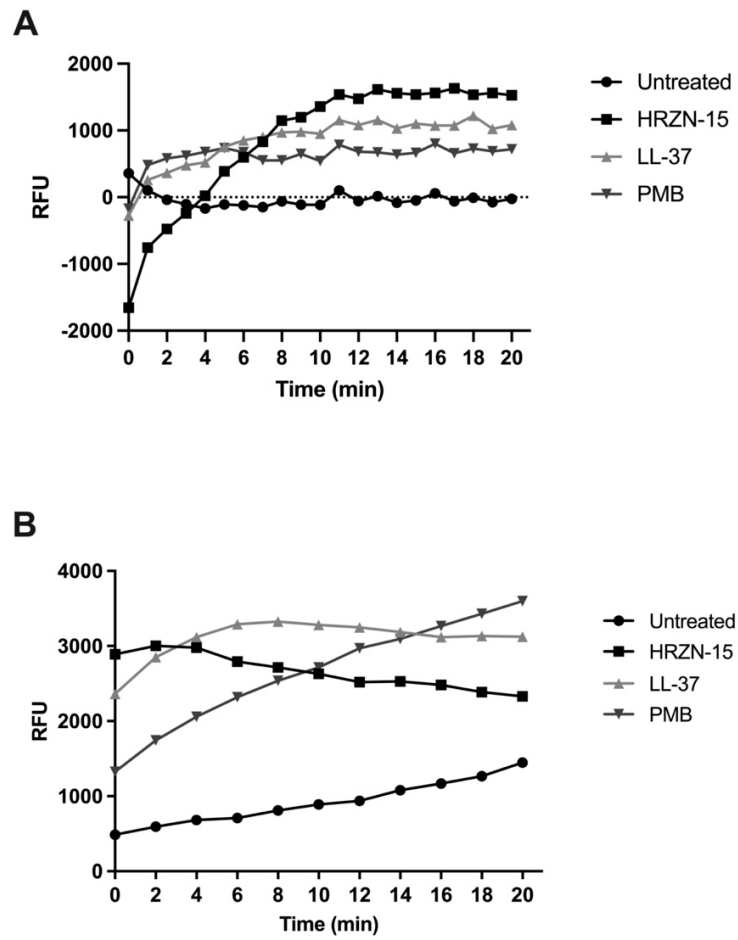 A
2000
1000
0
-1000
-2000
RFU
0 2 4 6 8 10 12 14 16 18 20
Time (min)
Untreated
HRZN-15
LL-37
PMB
B
4000
3000
2000
1000
0
RFU
0 2 4 6 8 10 12 14 16 18 20
Time (min)
Untreated
HRZN-15
LL-37
PMB